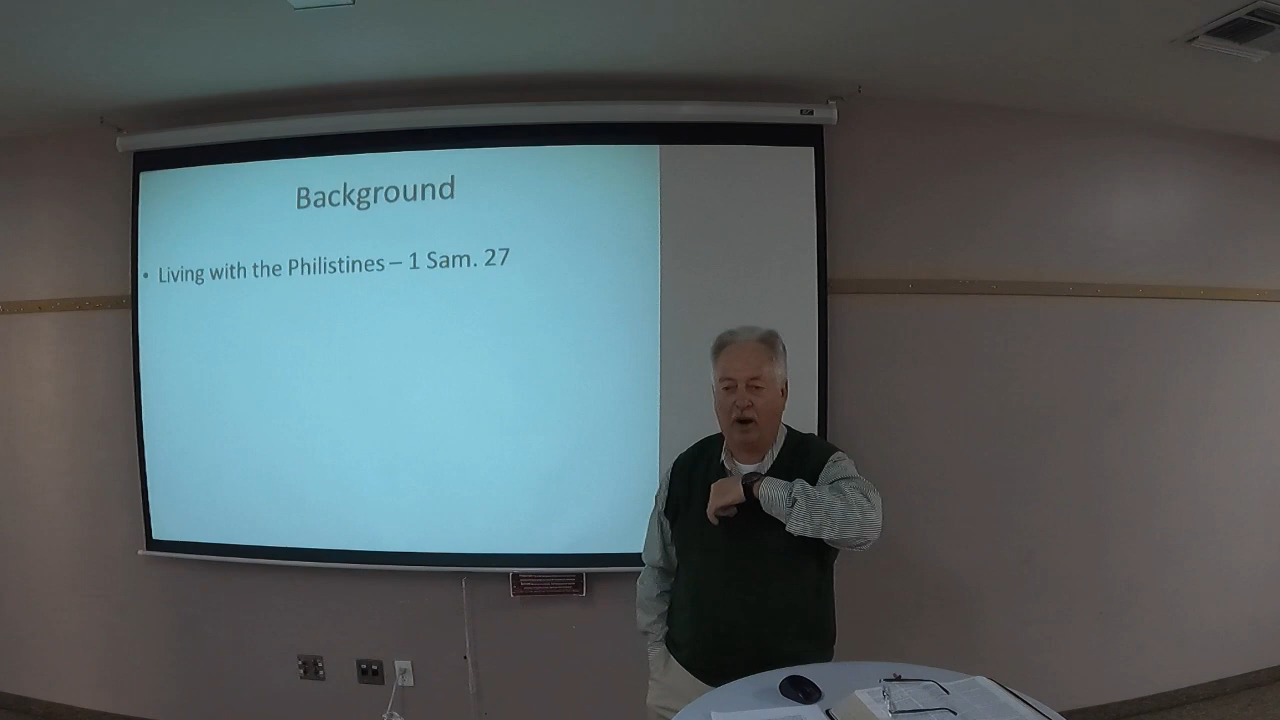 Background
• Living with the Philistines – 1 Sam. 27